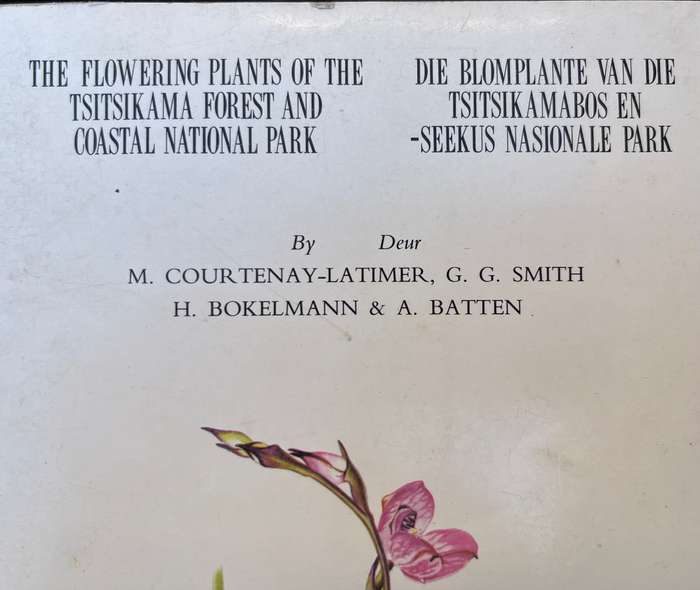 THE FLOWERING PLANTS OF THE
TSITSIKAMA FOREST AND
COASTAL NATIONAL PARK
DIE BLOMPLANTE VAN DIE
TSITSIKAMABOS EN
-SEEKUS NASIONALE PARK
By Deur
M. COURTENAY-LATIMER, G. G. SMITH
H. BOKELMANN & A. BATTEN